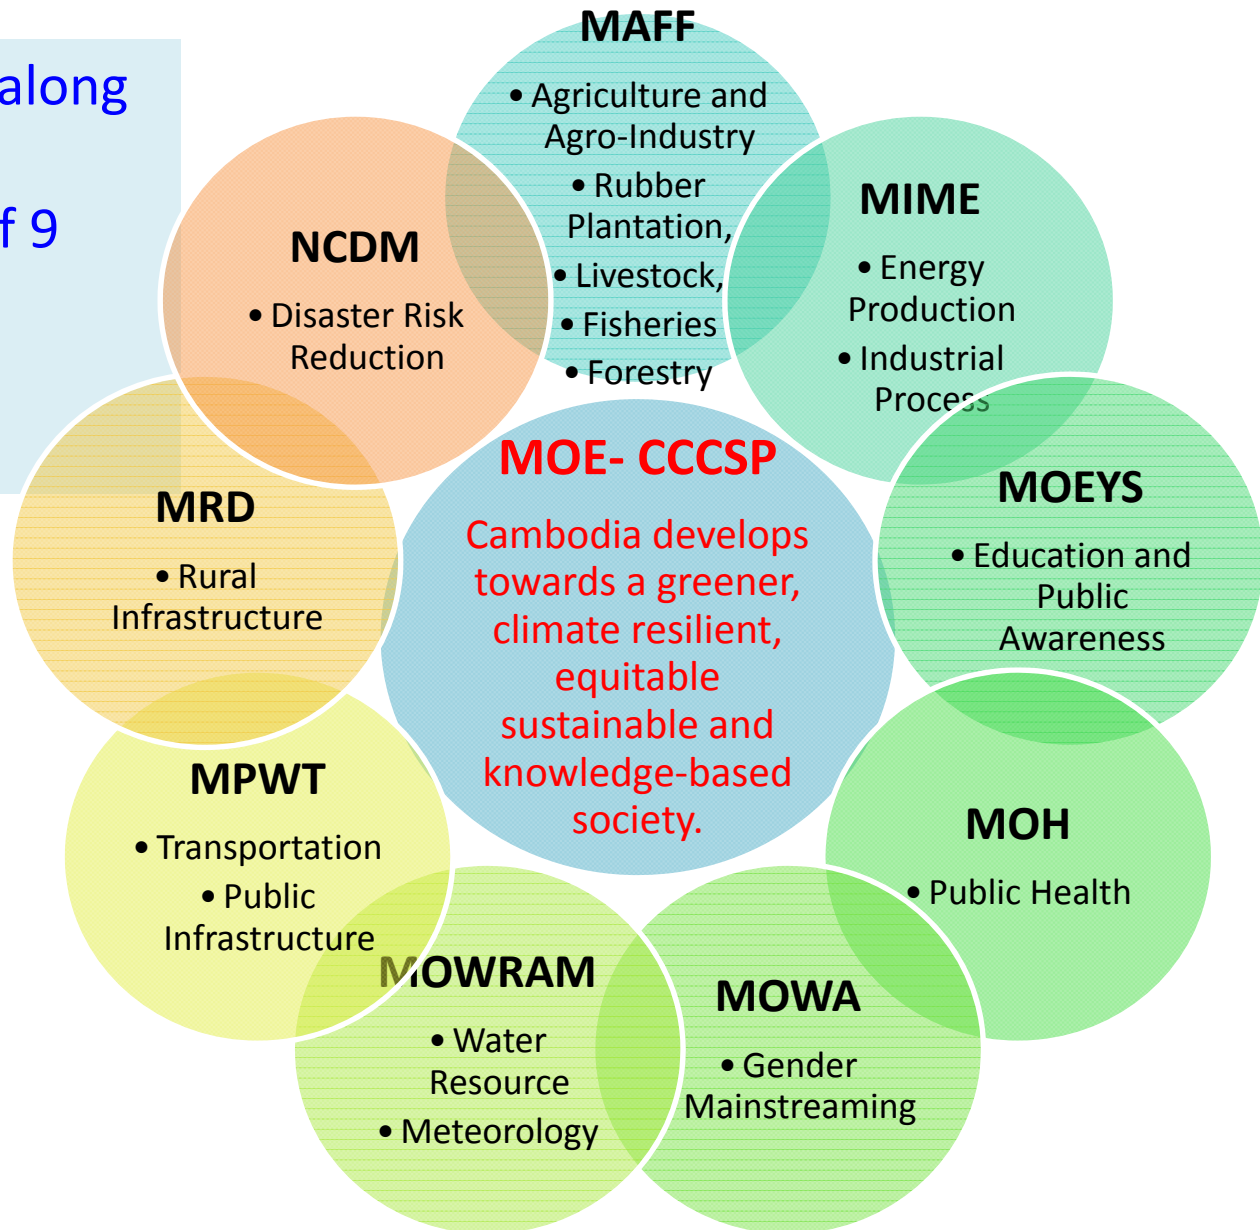 along
f 9
MAFF
• Agriculture and
Agro-Industry
• Rubber
Plantation,
• Livestock,
• Fisheries
• Forestry
MIME
• Energy
Production
• Industrial
Process
MOEYS
• Education and
Public
Awareness
MOH
• Public Health
MOWA
• Gender
Mainstreaming
MOWRAM
• Water
Resource
• Meteorology
MPWT
• Transportation
• Public
Infrastructure
MRD
• Rural
Infrastructure
NCDM
• Disaster Risk
Reduction
MOE- CCCSP
Cambodia develops
towards a greener,
climate resilient,
equitable
sustainable and
knowledge-based
society.